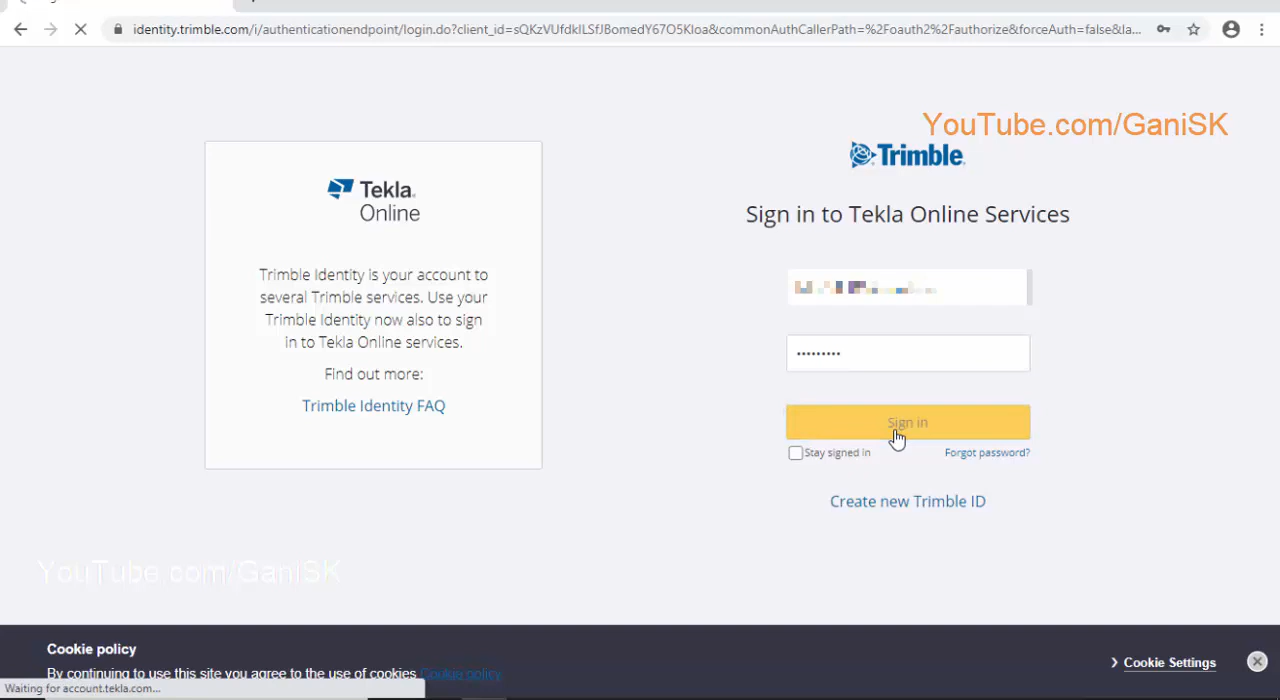 identity.trimble.com/i/authenticationendpoint/login.do?client_id=sQKzVUfdkILSfJBomedY67O5KIoa&commonAuthCallerPath=%2Foauth2%2Fauthorize&forceAuth=false&la...
YouTube.com/GaniSK
Trimble
Tekla
Online
Sign in to Tekla Online Services
Trimble Identity is your account to
several Trimble services. Use your
Trimble Identity now also to sign
in to Tekla Online services.
Find out more:
Trimble Identity FAQ
•••••••••
Sign in
Stay signed in
Forgot password?
Create new Trimble ID
YouTube.com/GaniSK
Cookie policy
By continuing to use this site you agree to the use of cookies Cookie policy
Cookie Settings
Waiting for account.tekla.com...